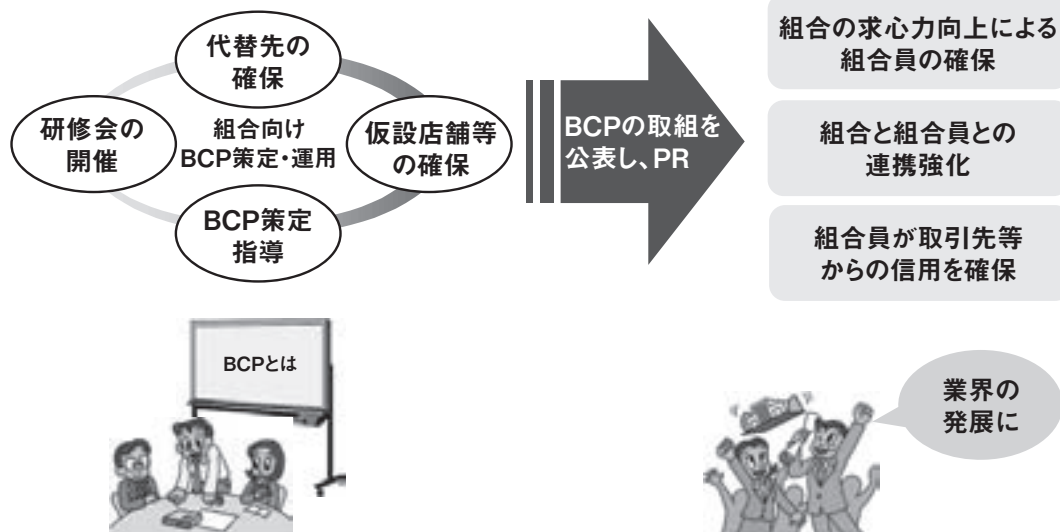 代替先の
確保
研修会の
開催
組合向け
BCP策定・運用
仮設店舗等
の確保
BCP策定
指導
BCPの取組を
公表し、PR
組合の求心力向上による
組合員の確保
組合と組合員との
連携強化
組合員が取引先等
からの信用を確保
BCPとは
業界の
発展に